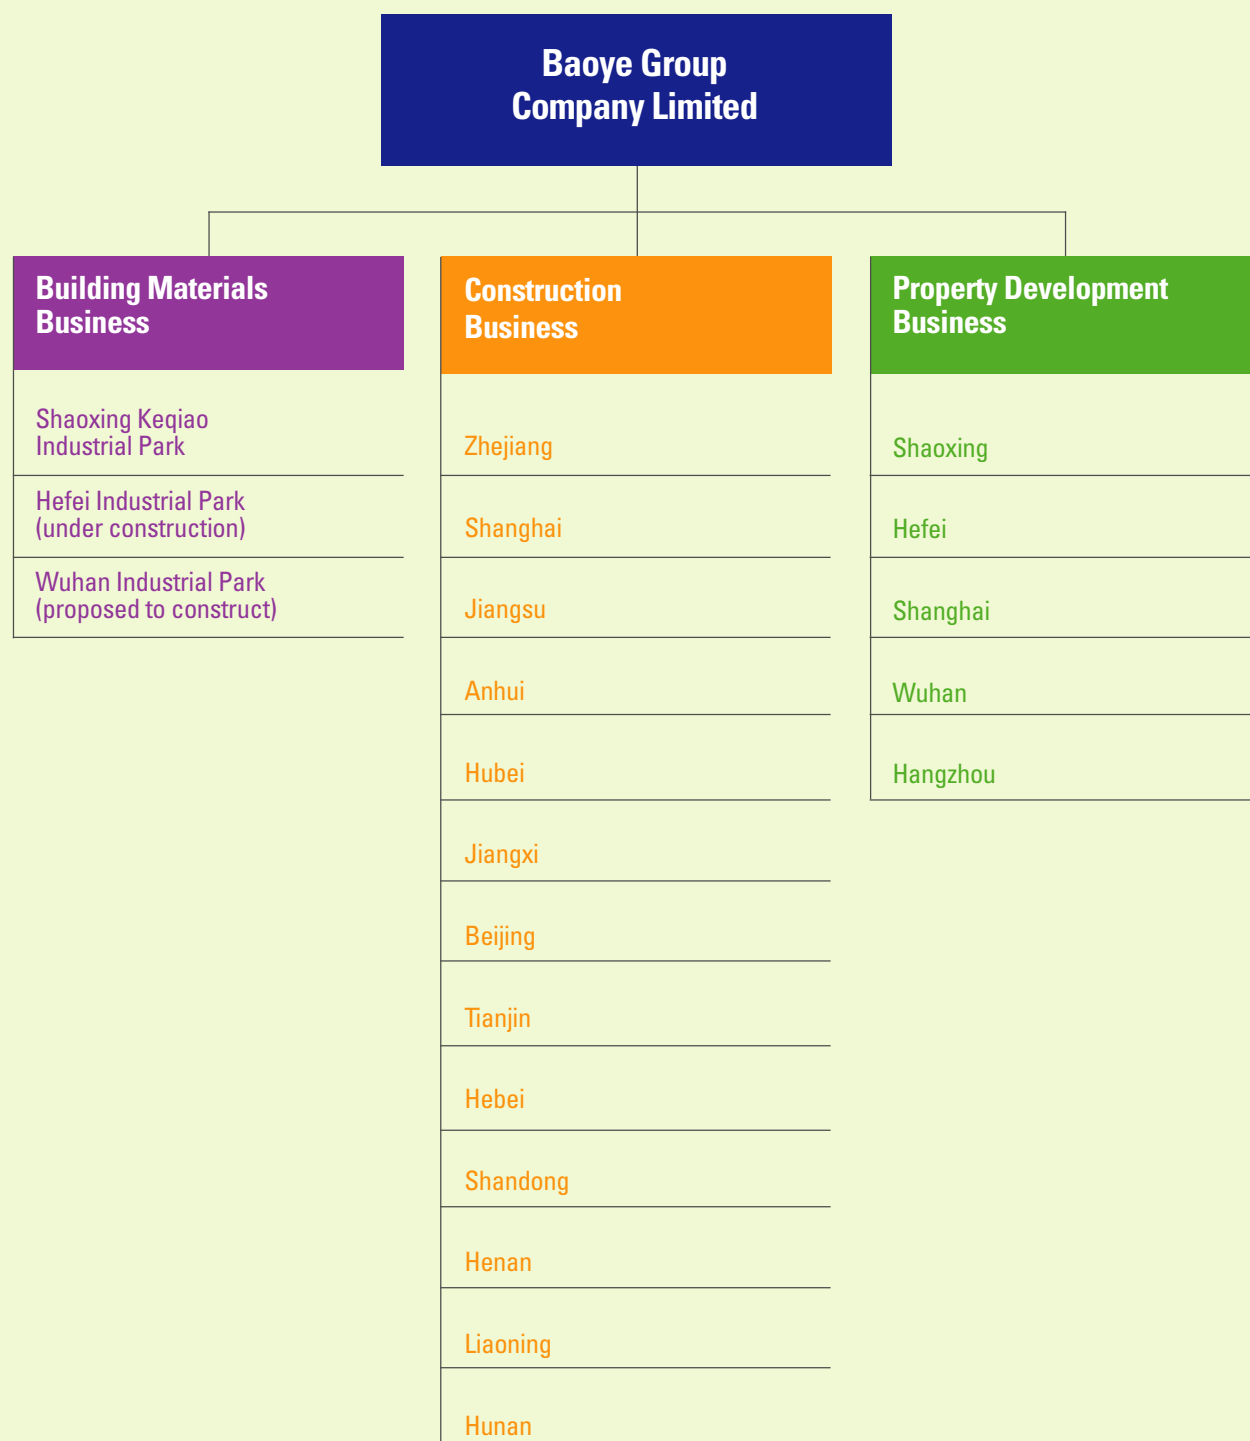 Baoye Group
Company Limited
Building Materials
Business
Shaoxing Keqiao
Industrial Park
Hefei Industrial Park
(under construction)
Wuhan Industrial Park
(proposed to construct)
Construction
Business
Zhejiang
Shanghai
Jiangsu
Anhui
Hubei
Jiangxi
Beijing
Tianjin
Hebei
Shandong
Henan
Liaoning
Hunan
Property Development
Business
Shaoxing
Hefei
Shanghai
Wuhan
Hangzhou